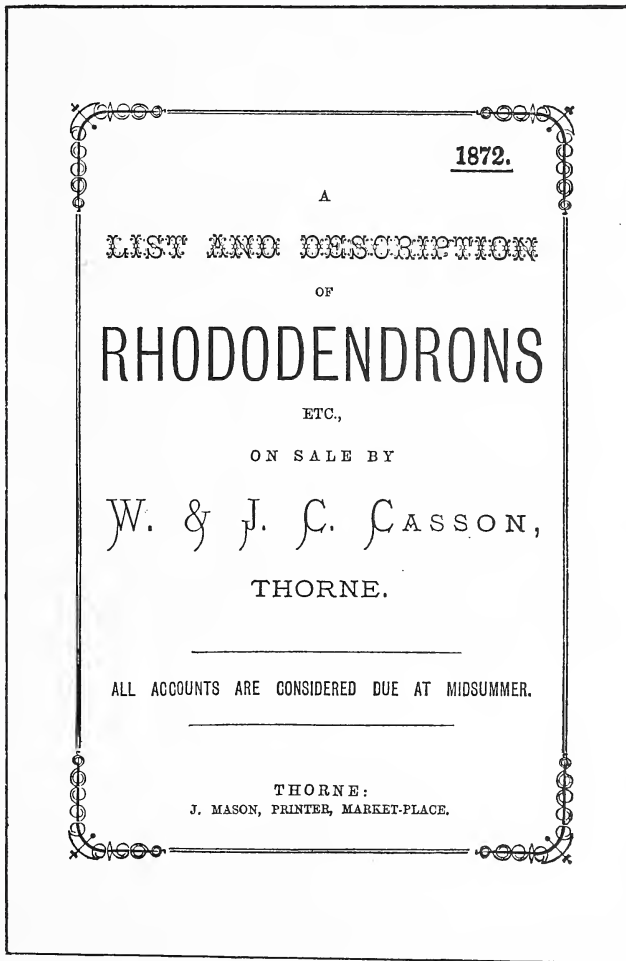 1872.
A
LIST AND DESCRIPTION
OF
RHODODENDRONS
ETC.,
ON SALE BY
W. & J. C. CASSON,
THORNE.
ALL ACCOUNTS ARE CONSIDERED DUE AT MIDSUMMER.
THORNE:
J. MASON, PRINTER, MARKET-PLACE.